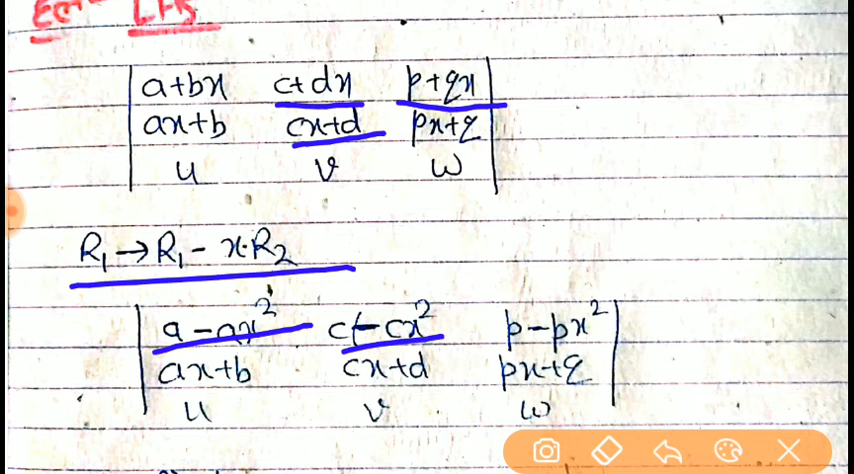 LHS
a+bx c+dx p+qx
ax+b cx+d px+q
u v w
R₁→R₁- x·R₂
a-ax² c-cx² p-px²
ax+b cx+d px+q
u v w